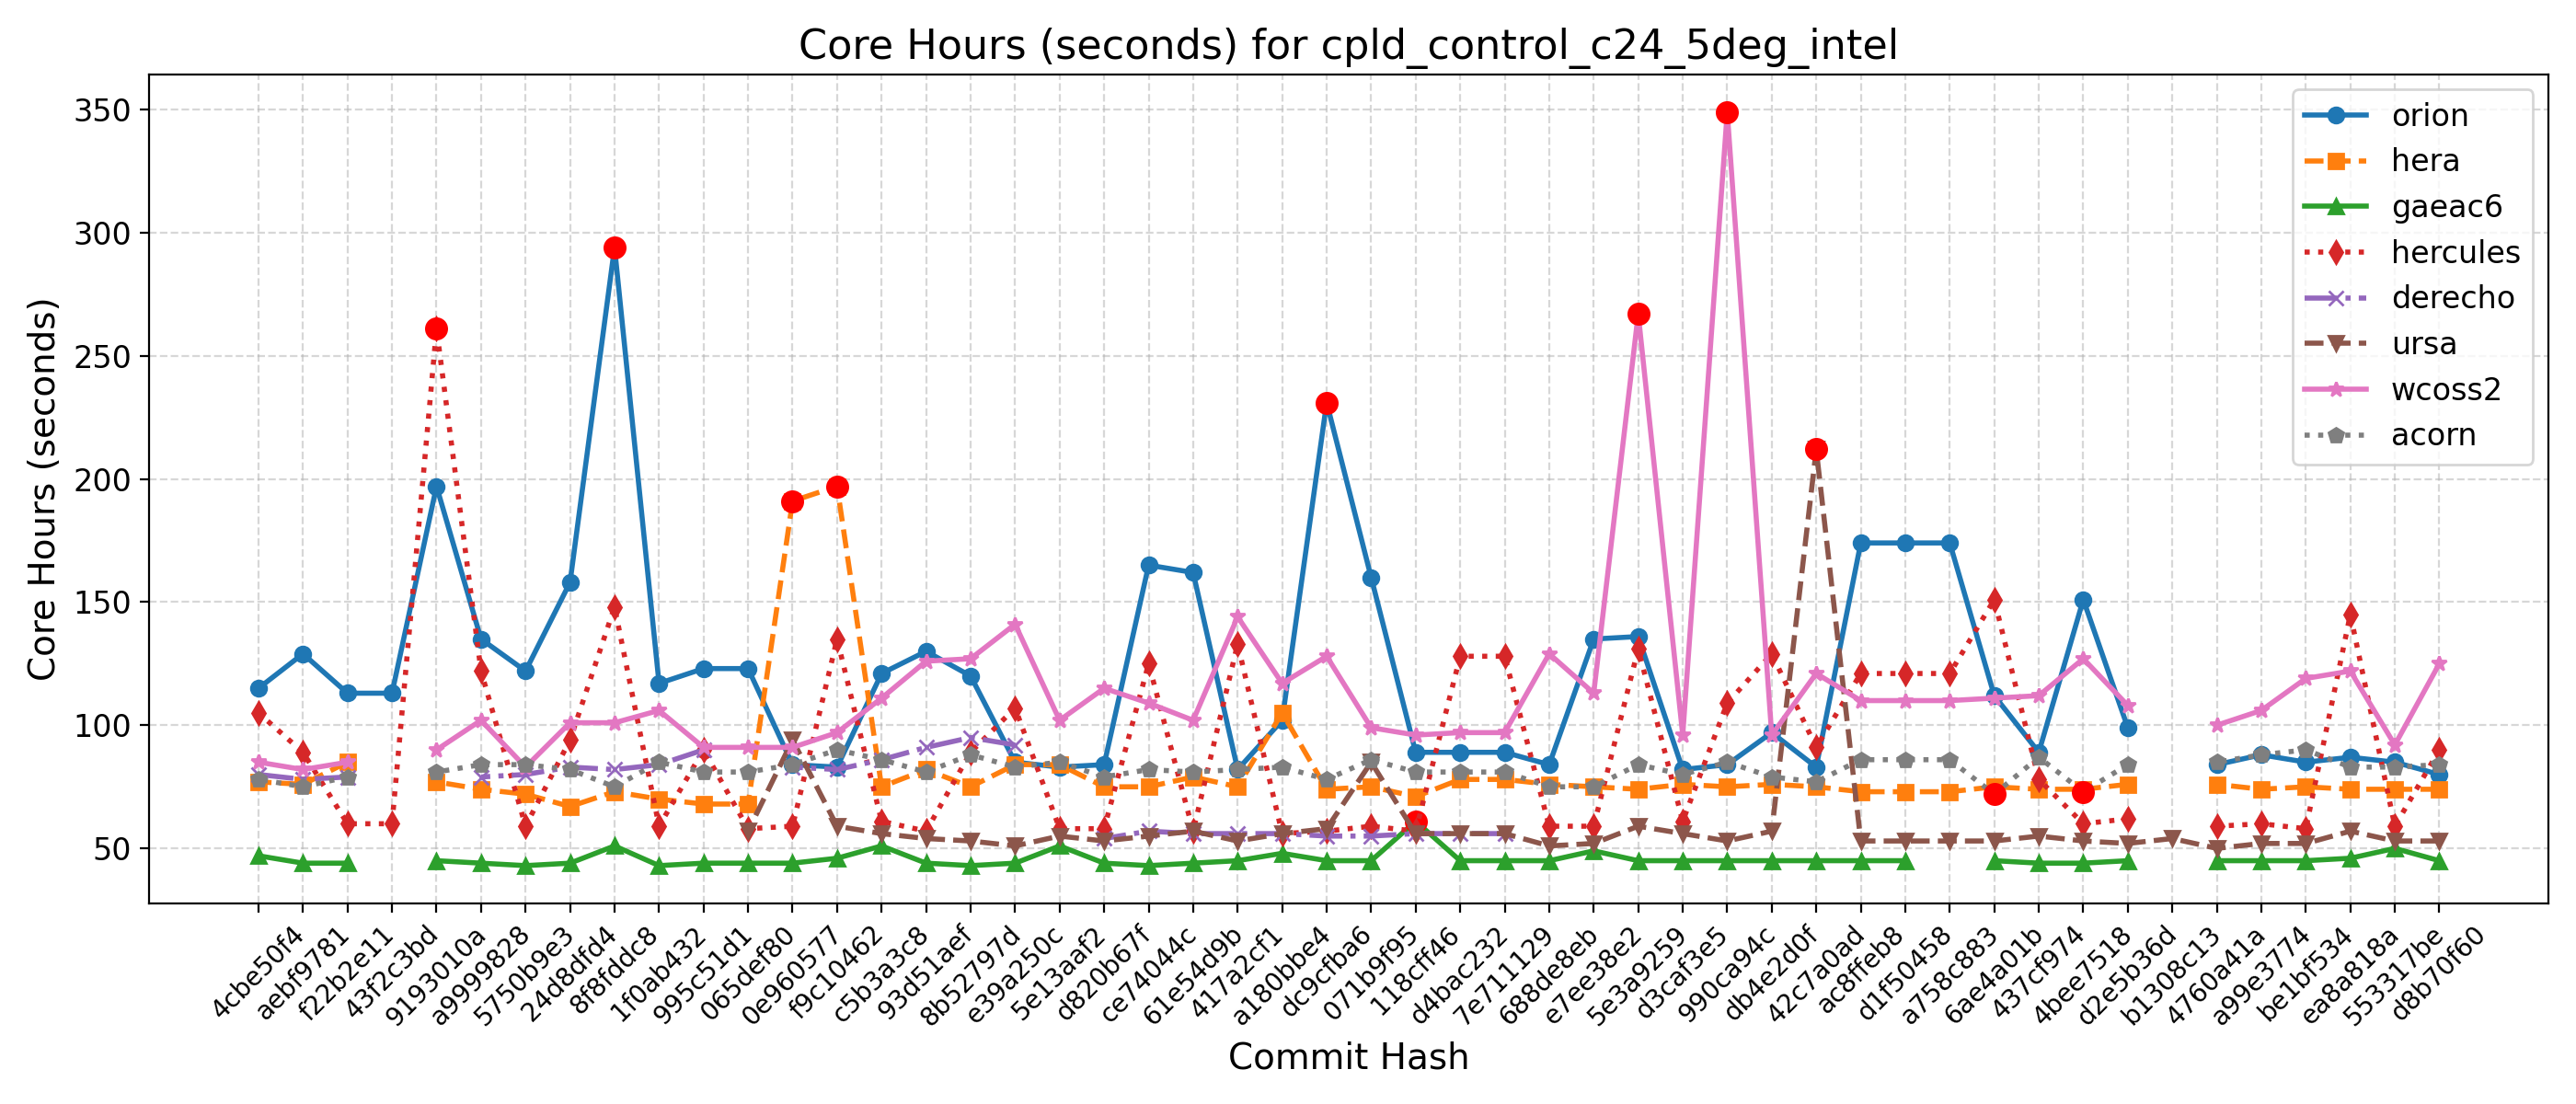 Core Hours (seconds) for cpld_control_c24_5deg_intel
Core Hours (seconds)
350
300
250
200
150
100
50
orion
hera
gaeac6
hercules
derecho
ursa
wcoss2
acorn
4cbe50f4
aebf9781
f22b2e11
43f2c3bd
9193010a
a9999828
5750b9e3
24d8dfd4
8f8fddc8
1f0ab432
995c51d1
065def80
0e960577
f9c10462
c5b3a3c8
93d51aef
8b52797d
e39a250c
5e13aaf2
d820b67f
ce74044c
61e54d9b
417a2cf1
a180bbe4
dc9cfba6
071b9f95
118cff46
d4bac232
7e711129
688de8eb
e7ee38e2
5e3a9259
d3caf3e5
990ca94c
db4e2d0f
42c7a0ad
ac8ffeb8
d1f50458
a758c883
6ae4a01b
437cf974
4bee7518
d2e5b36d
b1308c13
4760a41a
a99e3774
be1bf534
ea8a818a
553317be
d8b70f60
Commit Hash